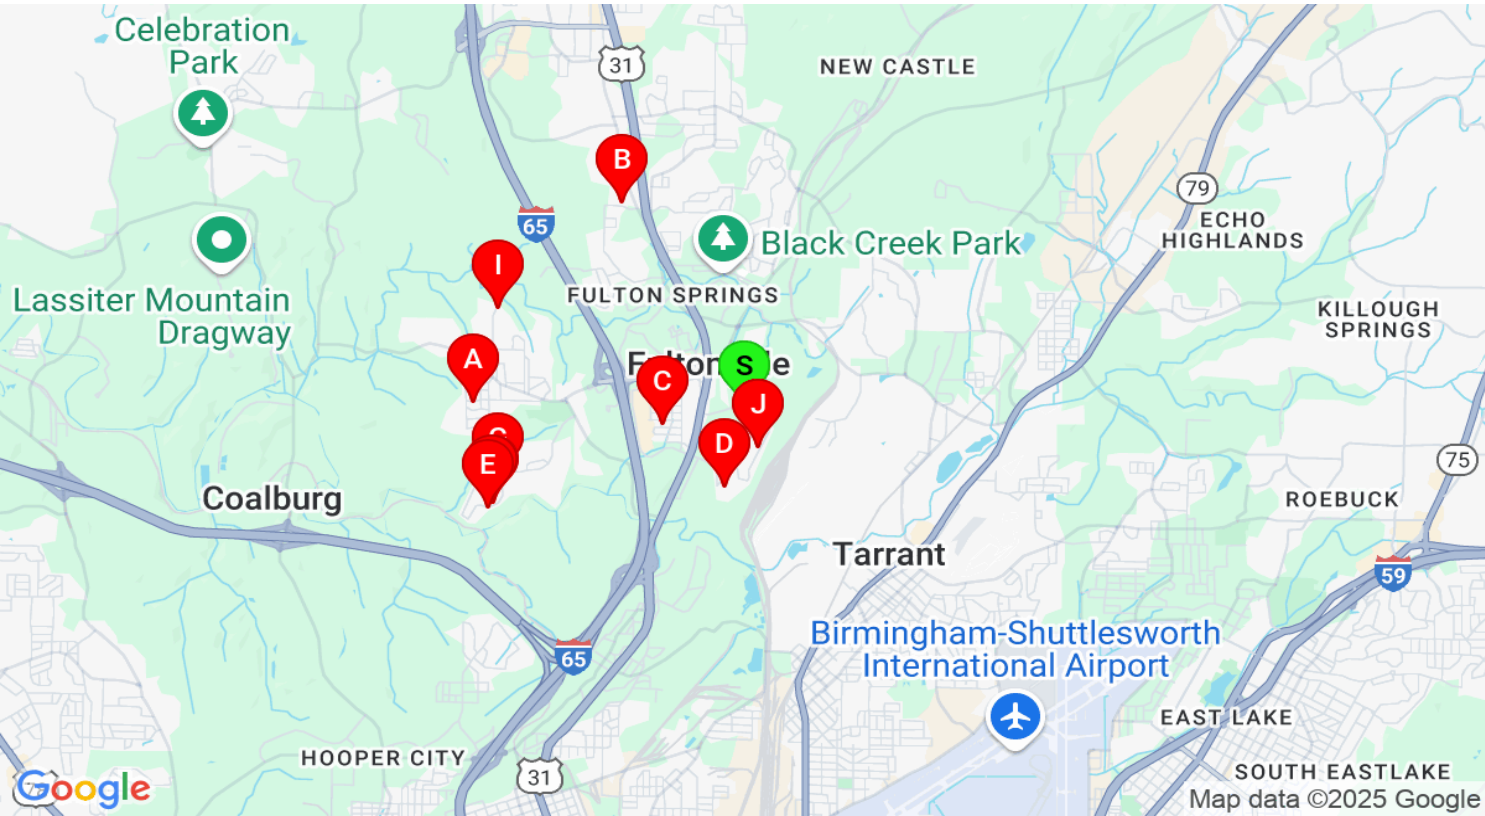 Celebration
Park
31
NEW CASTLE
B
79
65
ECHO
HIGHLANDS
Black Creek Park
I
FULTON SPRINGS
Lassiter Mountain
Dragway
KILLOUGH
SPRINGS
A
C
S
J
D
E
75
Coalburg
ROEBUCK
Tarrant
59
Birmingham-Shuttlesworth
International Airport
65
EAST LAKE
HOOPER CITY
31
SOUTH EASTLAKE
Google
Map data ©2025 Google